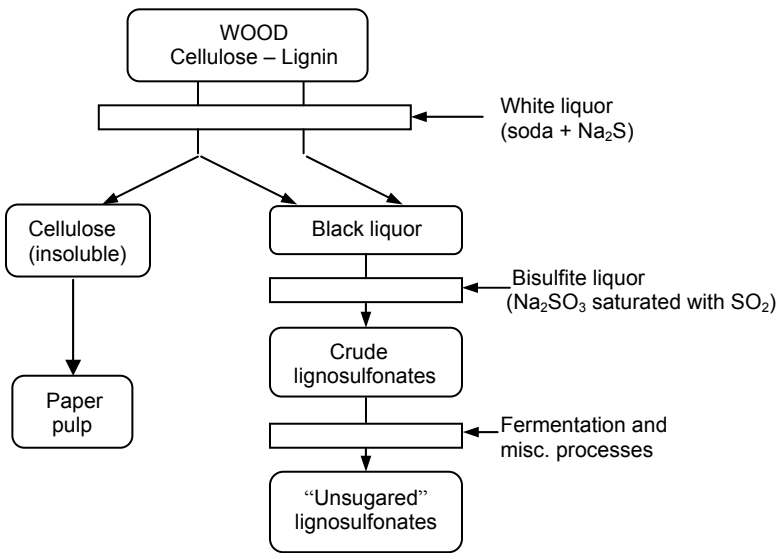 WOOD
Cellulose – Lignin
White liquor
(soda + Na₂S)
Cellulose
(insoluble)
Black liquor
Bisulfite liquor
(Na₂SO₃ saturated with SO₂)
Crude
lignosulfonates
Paper
pulp
Fermentation and
misc. processes
“Unsugared”
lignosulfonates